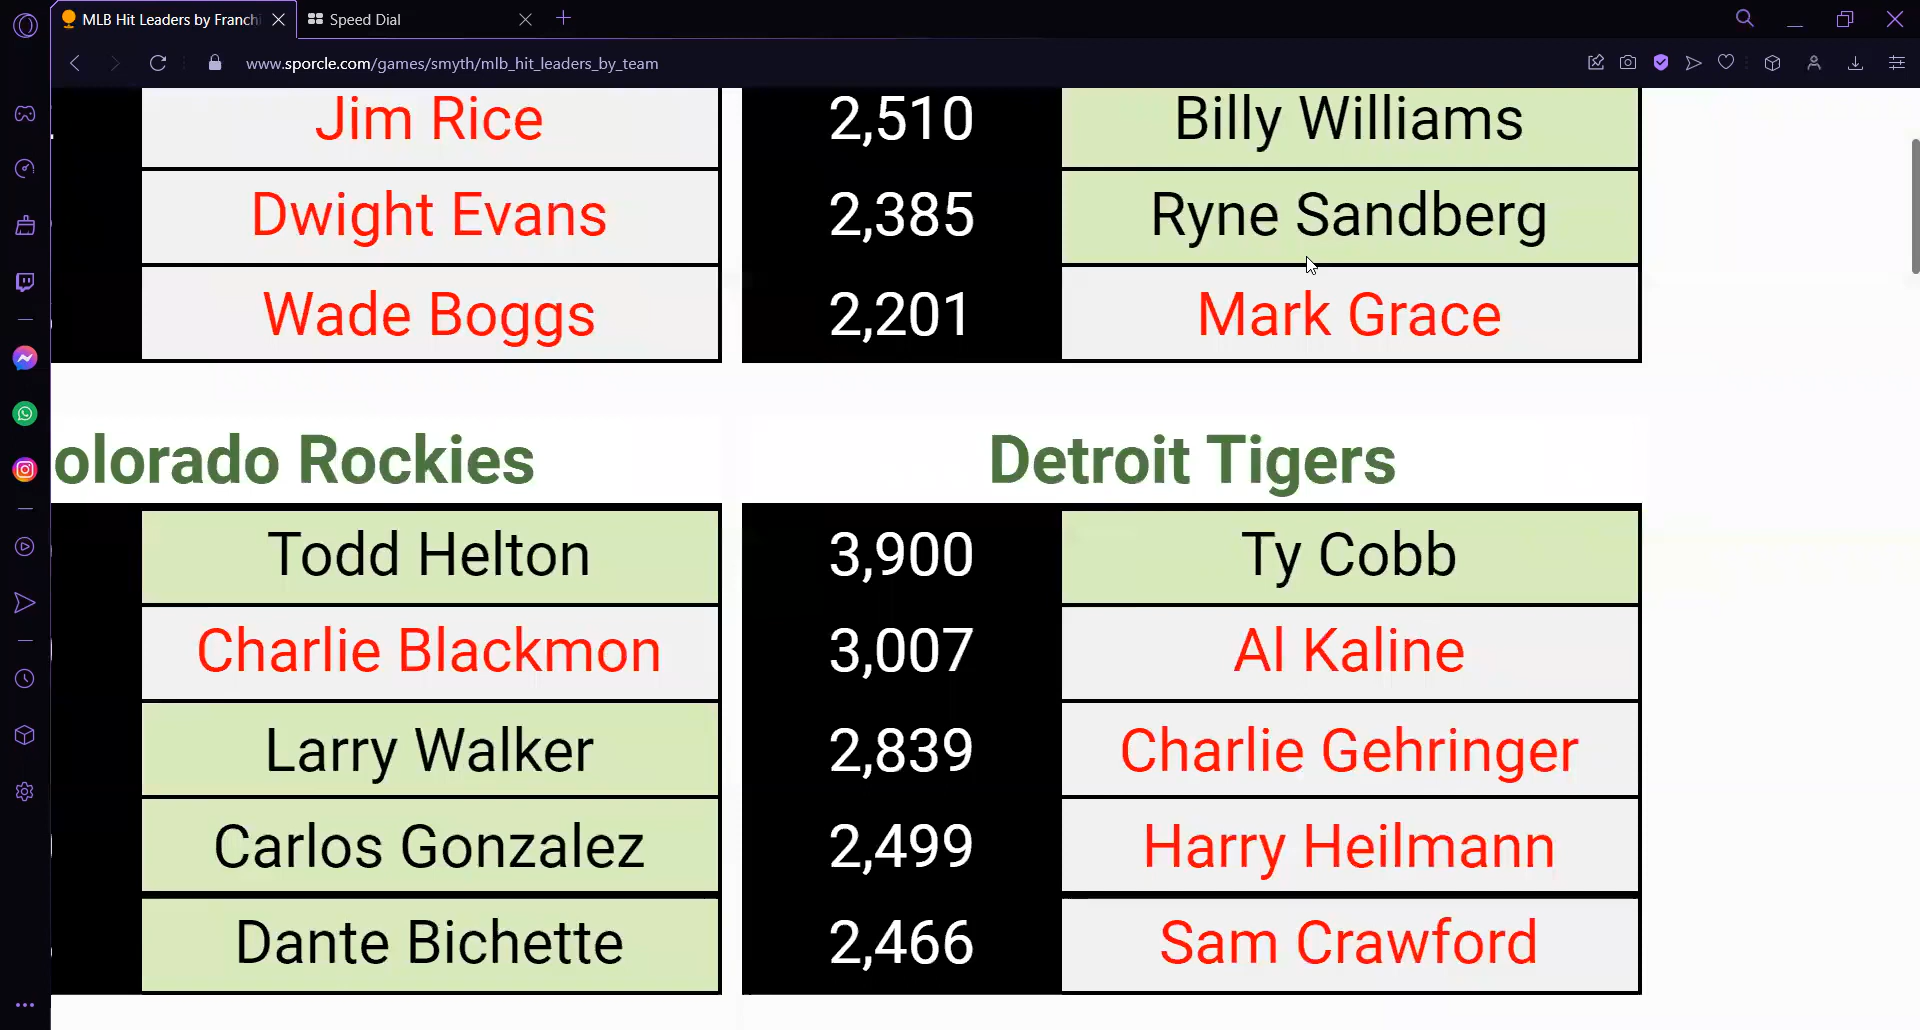 MLB Hit Leaders by Franchi
Speed Dial
www.sporcle.com/games/smyth/mlb_hit_leaders_by_team
Jim Rice
2,510
Billy Williams
Dwight Evans
2,385
Ryne Sandberg
Wade Boggs
2,201
Mark Grace
olorado Rockies
Detroit Tigers
Todd Helton
3,900
Ty Cobb
Charlie Blackmon
3,007
Al Kaline
Larry Walker
2,839
Charlie Gehringer
Carlos Gonzalez
2,499
Harry Heilmann
Dante Bichette
2,466
Sam Crawford